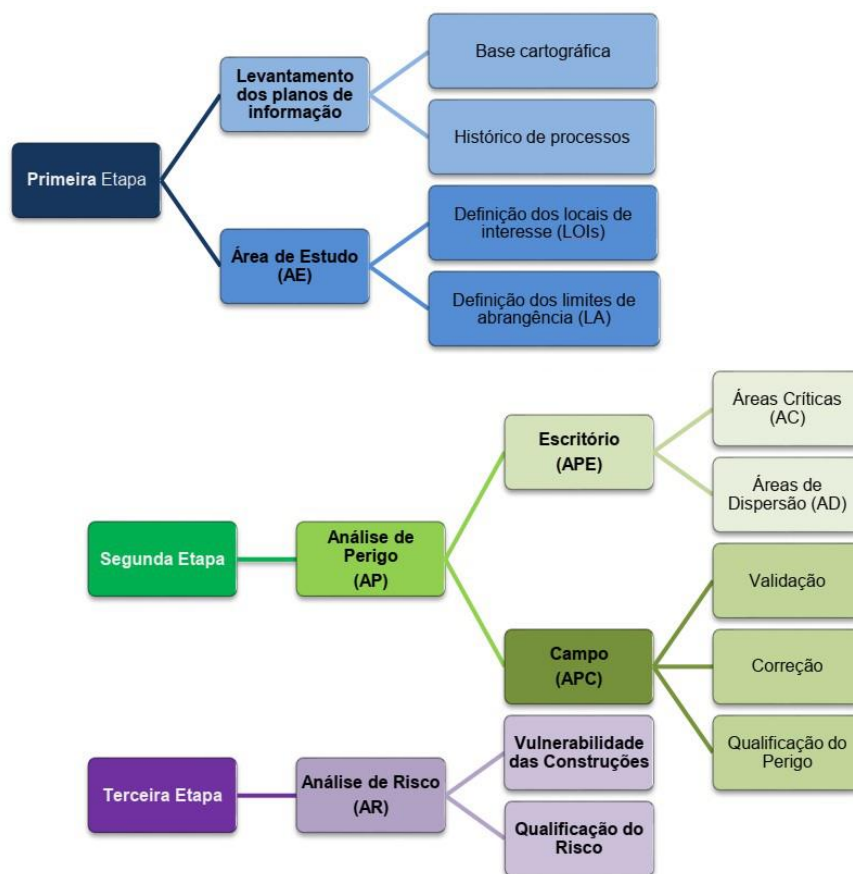 Primeira Etapa
Levantamento
dos planos de
informação
Base cartográfica
Histórico de processos
Área de Estudo
(AE)
Definição dos locais de
interesse (LOIs)
Definição dos limites de
abrangência (LA)
Segunda Etapa
Análise de
Perigo
(AP)
Escritório
(APE)
Áreas Críticas
(AC)
Áreas de
Dispersão (AD)
Campo
(APC)
Validação
Correção
Qualificação do
Perigo
Terceira Etapa
Análise de Risco
(AR)
Vulnerabilidade
das Construções
Qualificação do
Risco